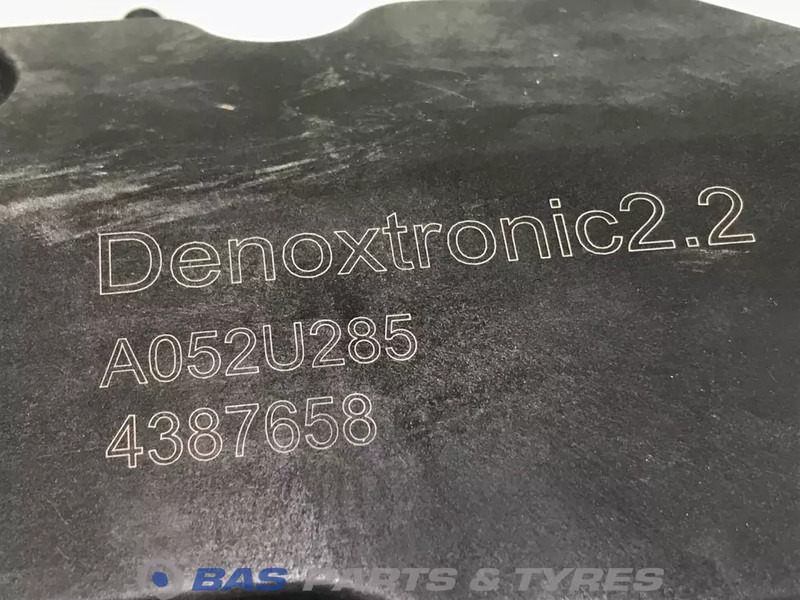 Denoxtronic2.2
A052U285
4387658
BAS PARTS & TYRES